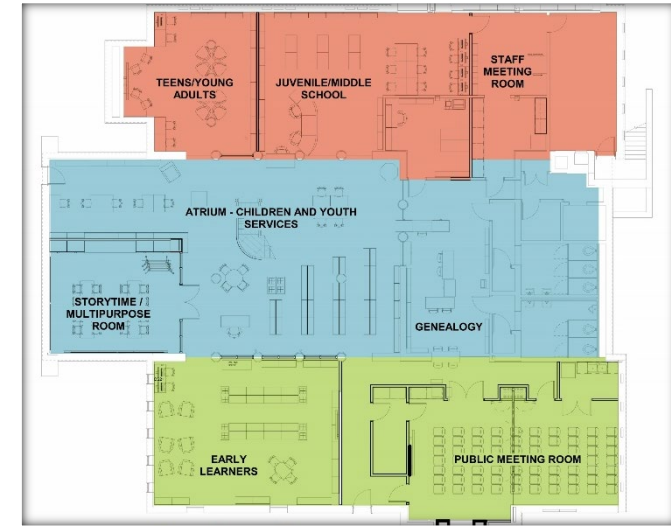 TEENS/YOUNG
ADULTS
JUVENILE/MIDDLE
SCHOOL
STAFF
MEETING
ROOM
ATRIUM - CHILDREN AND YOUTH
SERVICES
STORYTIME /
MULTIPURPOSE
ROOM
GENEALOGY
EARLY
LEARNERS
PUBLIC MEETING ROOM